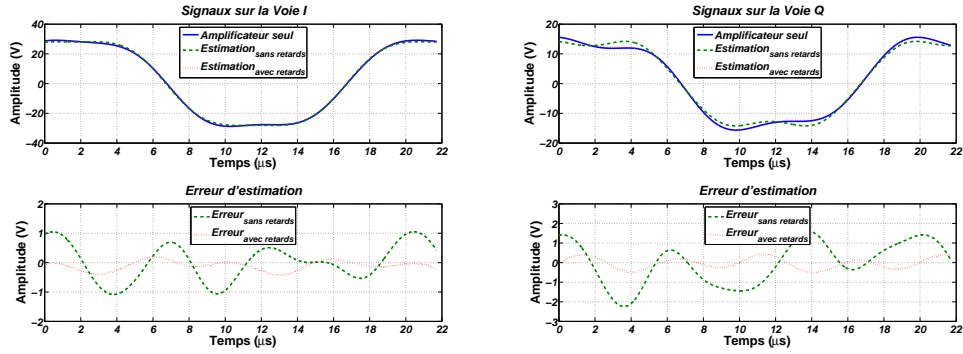 Signaux sur la Voie I
Amplitude (V)
40
20
0
−20
−40
Amplificateur seul
Estimation sans retards
Estimation avec retards
0 2 4 6 8 10 12 14 16 18 20 22
Temps (μs)
Signaux sur la Voie Q
Amplitude (V)
20
10
0
−10
−20
Amplificateur seul
Estimation sans retards
Estimation avec retards
0 2 4 6 8 10 12 14 16 18 20 22
Temps (μs)
Erreur d'estimation
Amplitude (V)
2
1
0
−1
−2
Erreur sans retards
Erreur avec retards
0 2 4 6 8 10 12 14 16 18 20 22
Temps (μs)
Erreur d'estimation
Amplitude (V)
3
2
1
0
−1
−2
−3
Erreur sans retards
Erreur avec retards
0 2 4 6 8 10 12 14 16 18 20 22
Temps (μs)